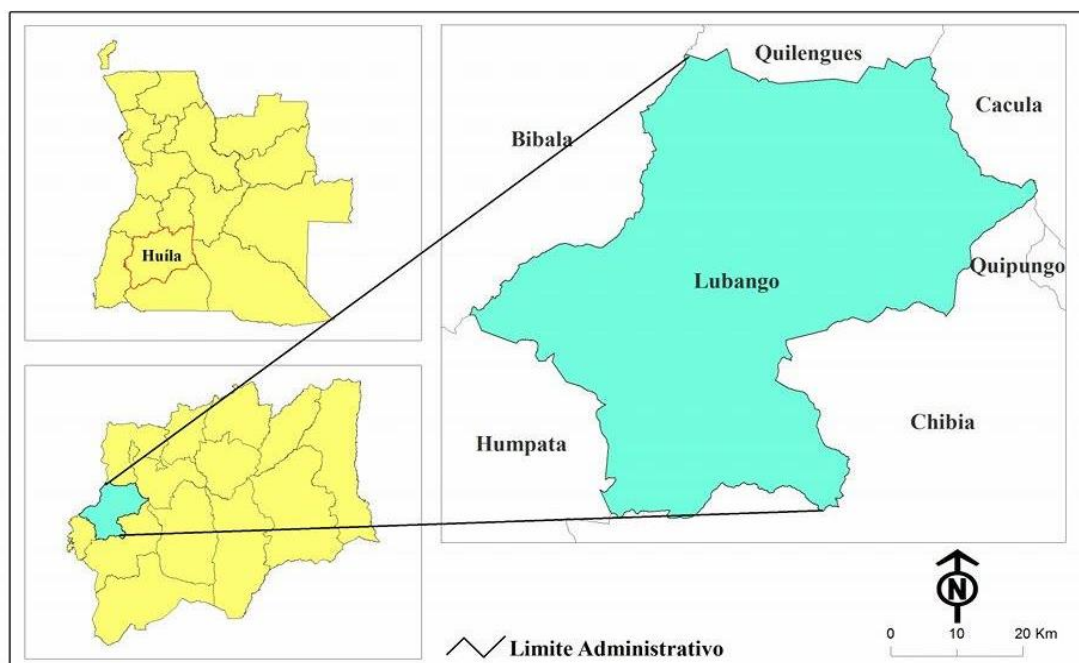 Huíla
Quilengues
Cacula
Bibala
Lubango
Quipungo
Humpata
Chibia
N
Limite Administrativo
0 10 20 Km